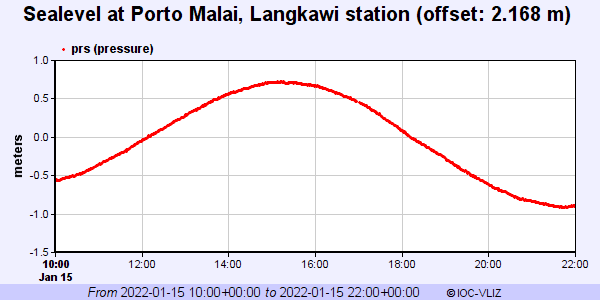 Sealevel at Porto Malai, Langkawi station (offset: 2.168 m)
prs (pressure)
1.0
0.5
0.0
-0.5
-1.0
-1.5
meters
10:00 12:00 14:00 16:00 18:00 20:00 22:00
Jan 15
From 2022-01-15 10:00+00:00 to 2022-01-15 22:00+00:00 © IOC-VLIZ